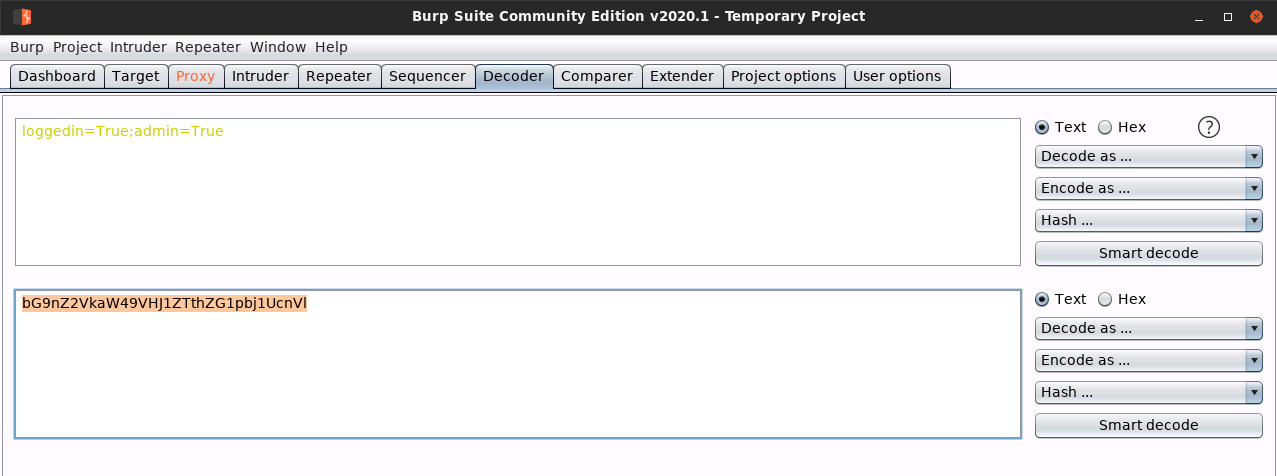 Burp Suite Community Edition v2020.1 - Temporary Project
Burp Project Intruder Repeater Window Help
Dashboard Target Proxy Intruder Repeater Sequencer Decoder Comparer Extender Project options User options
loggedin=True;admin=True
Text Hex ?
Decode as ...
Encode as ...
Hash ...
Smart decode
bG9nZ2VkaW49VHJ1ZTthZG1pbj1UcnVl
Text Hex
Decode as ...
Encode as ...
Hash ...
Smart decode